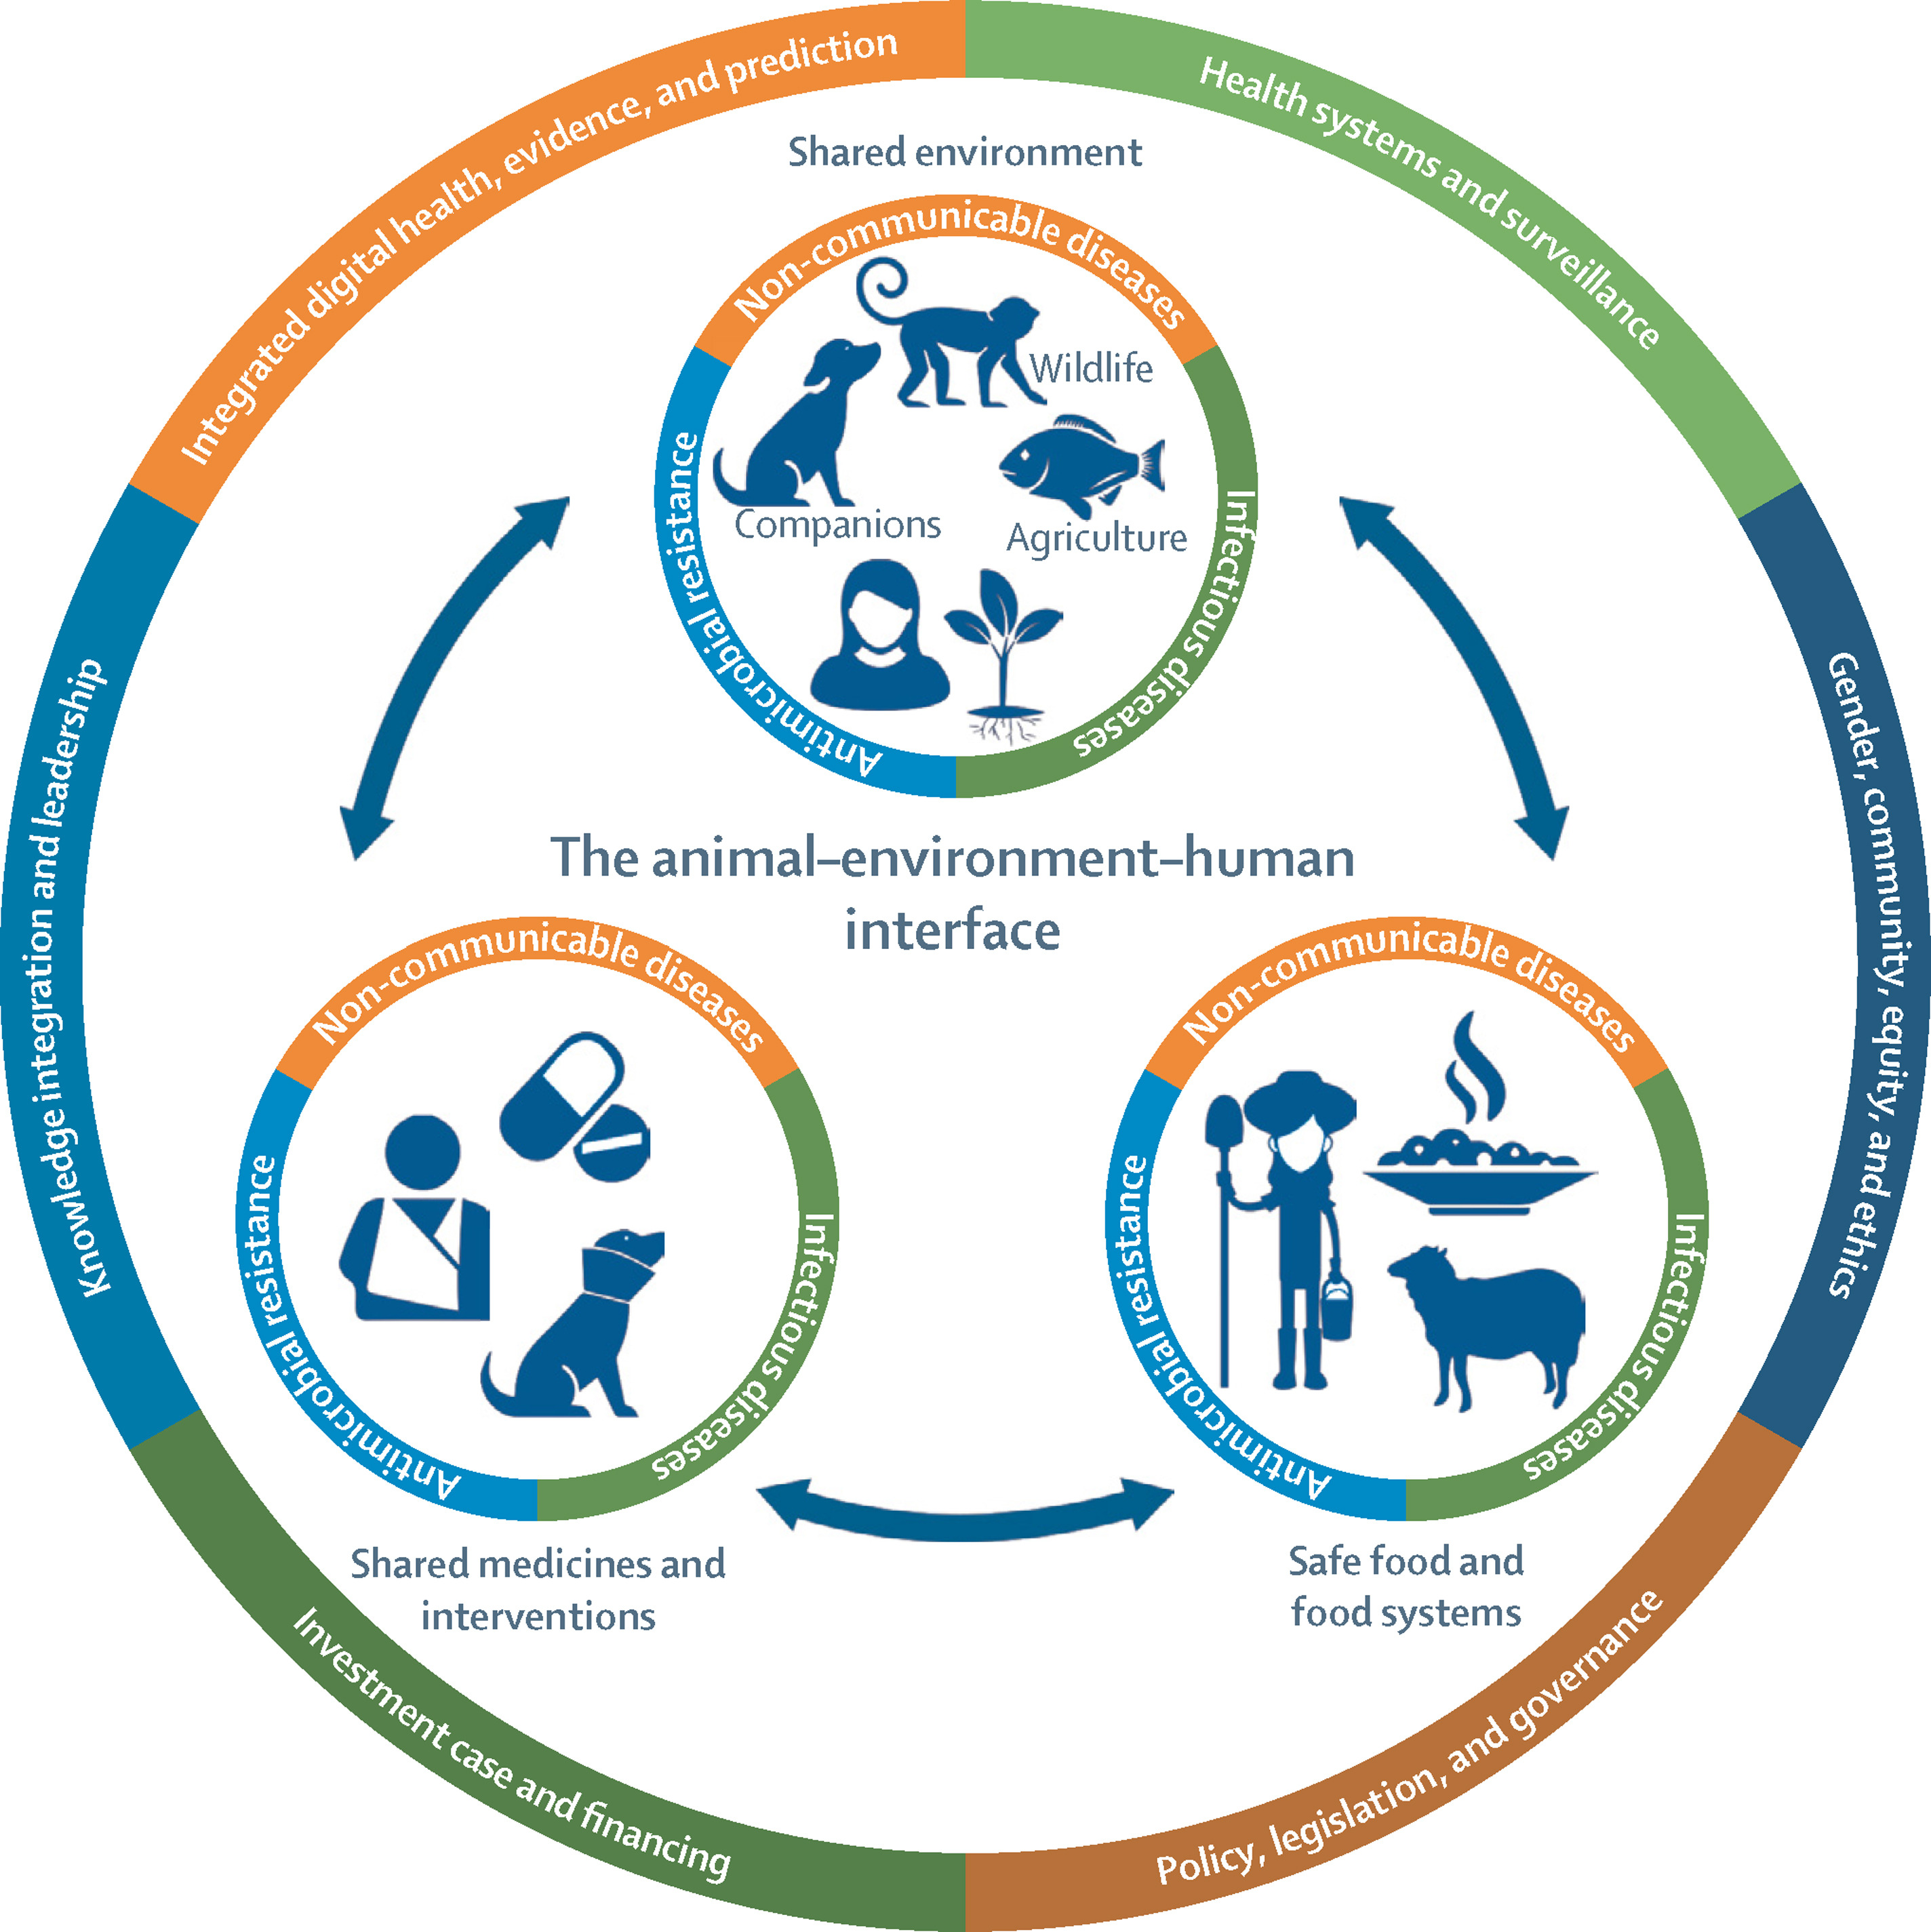 Integrated digital health, evidence, and prediction
Health systems and surveillance
Gender, community, equity, and ethics
Policy, legislation, and governance
Investment case and financing
Knowledge integration and leadership
Shared environment
Non-communicable diseases
Infectious diseases
Antimicrobial resistance
Wildlife
Companions
Agriculture
The animal–environment–human
interface
Non-communicable diseases
Infectious diseases
Antimicrobial resistance
Shared medicines and
interventions
Non-communicable diseases
Infectious diseases
Antimicrobial resistance
Safe food and
food systems